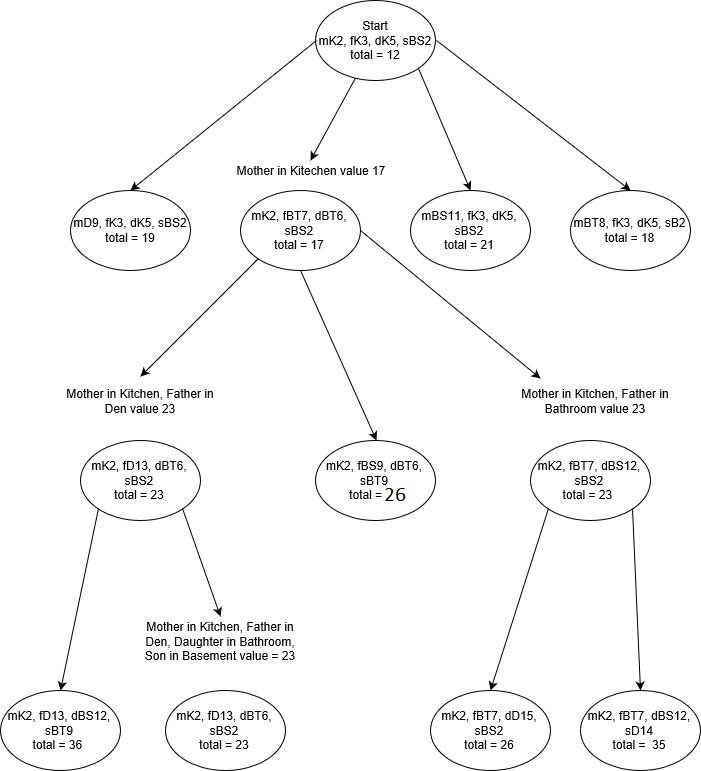 Start
mK2, fK3, dK5, sBS2
total = 12
Mother in Kitechen value 17
mD9, fK3, dK5, sBS2
total = 19
mK2, fBT7, dBT6,
sBS2
total = 17
mBS11, fK3, dK5,
sBS2
total = 21
mBT8, fK3, dK5, sB2
total = 18
Mother in Kitchen, Father in
Den value 23
Mother in Kitchen, Father in
Bathroom value 23
mK2, fD13, dBT6,
sBS2
total = 23
mK2, fBS9, dBT6,
sBT9
total = 26
mK2, fBT7, dBS12,
sBS2
total = 23
Mother in Kitchen, Father in
Den, Daughter in Bathroom,
Son in Basement value = 23
mK2, fD13, dBS12,
sBT9
total = 36
mK2, fD13, dBT6,
sBS2
total = 23
mK2, fBT7, dD15,
sBS2
total = 26
mK2, fBT7, dBS12,
sD14
total = 35